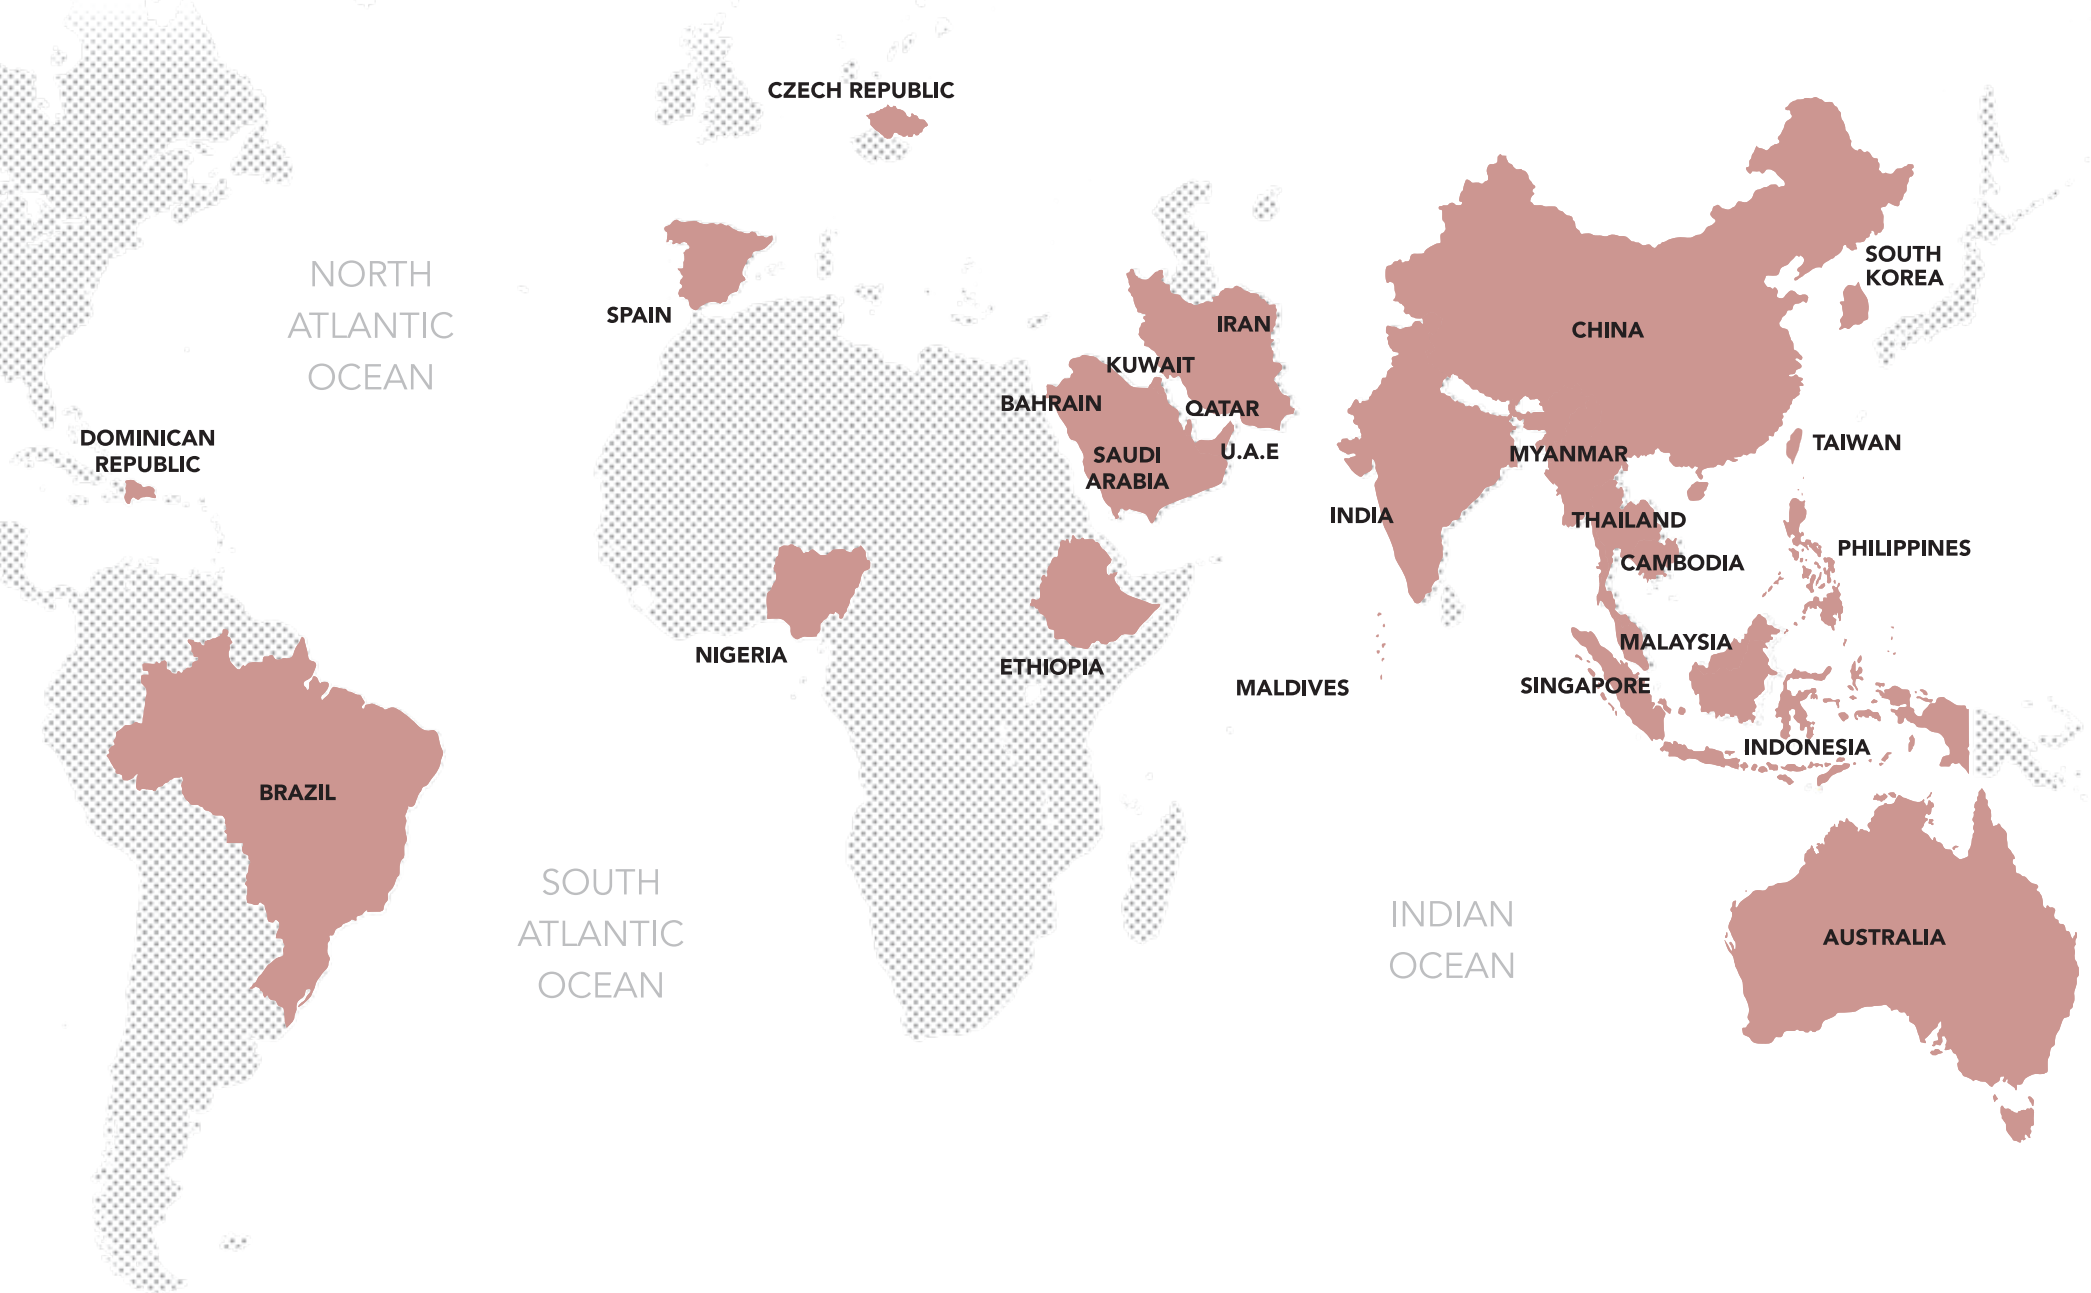 CZECH REPUBLIC
SOUTH
KOREA
NORTH
ATLANTIC
OCEAN
SPAIN
IRAN
CHINA
KUWAIT
BAHRAIN
QATAR
DOMINICAN
REPUBLIC
SAUDI
ARABIA
U.A.E
MYANMAR
TAIWAN
INDIA
THAILAND
CAMBODIA
PHILIPPINES
NIGERIA
ETHIOPIA
MALAYSIA
MALDIVES
SINGAPORE
INDONESIA
BRAZIL
SOUTH
ATLANTIC
OCEAN
INDIAN
OCEAN
AUSTRALIA